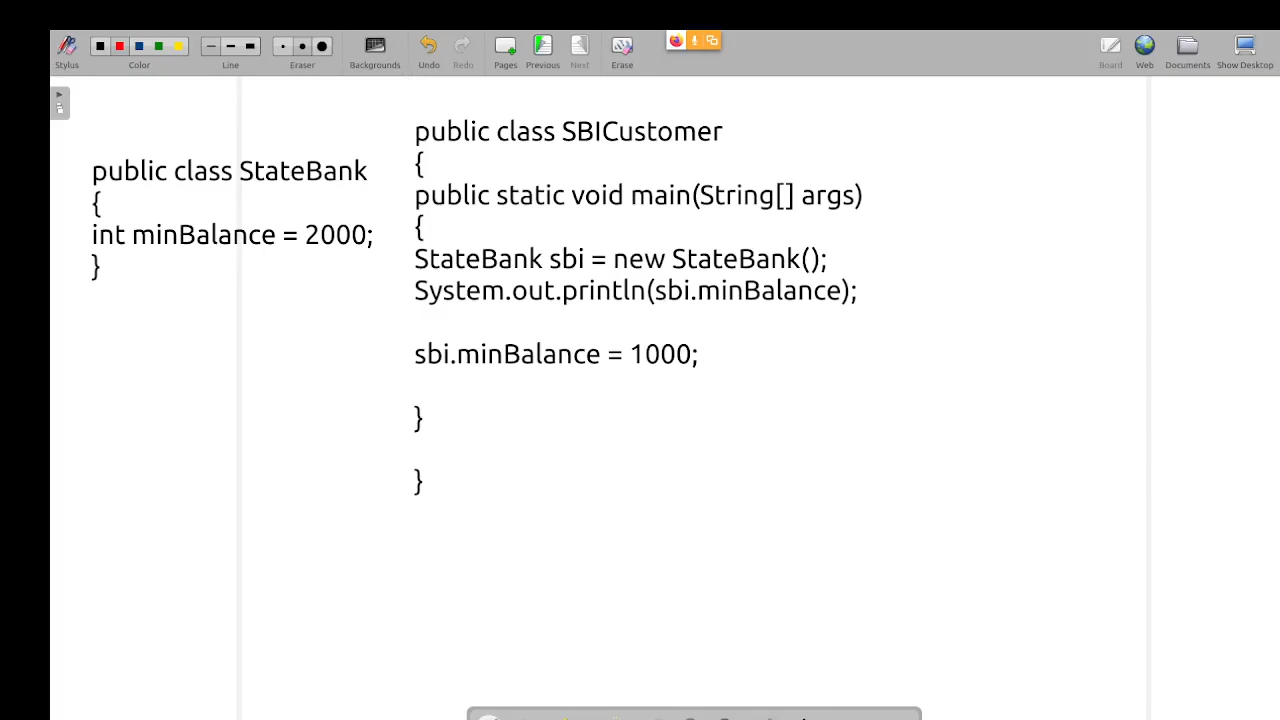 Stylus Color Line Eraser Backgrounds Undo Redo Pages Previous Next Erase Board Web Documents Show Desktop
public class StateBank
{
int minBalance = 2000;
}
public class SBICustomer
{
public static void main(String[] args)
{
StateBank sbi = new StateBank();
System.out.println(sbi.minBalance);
sbi.minBalance = 1000;
}
}